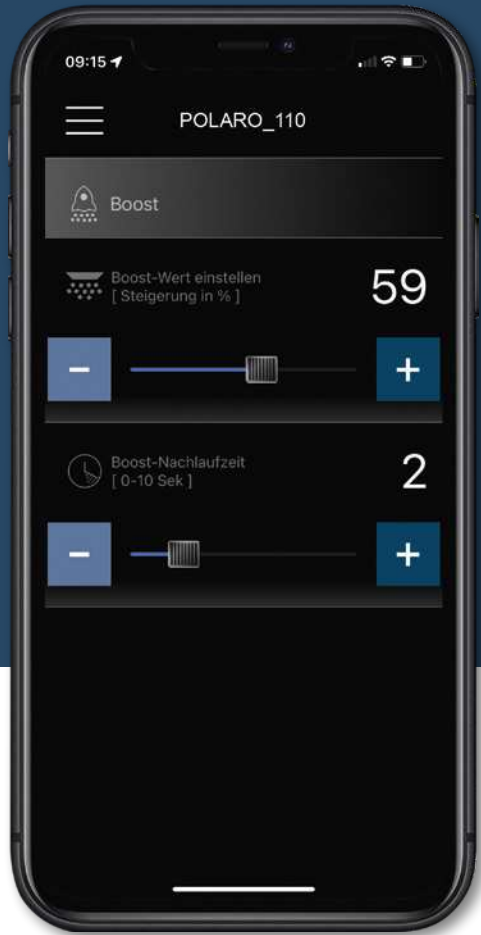 09:15
POLARO_110
Boost
Boost-Wert einstellen
[ Steigerung in % ]
59
− +
Boost-Nachlaufzeit
[ 0-10 Sek ]
2
− +